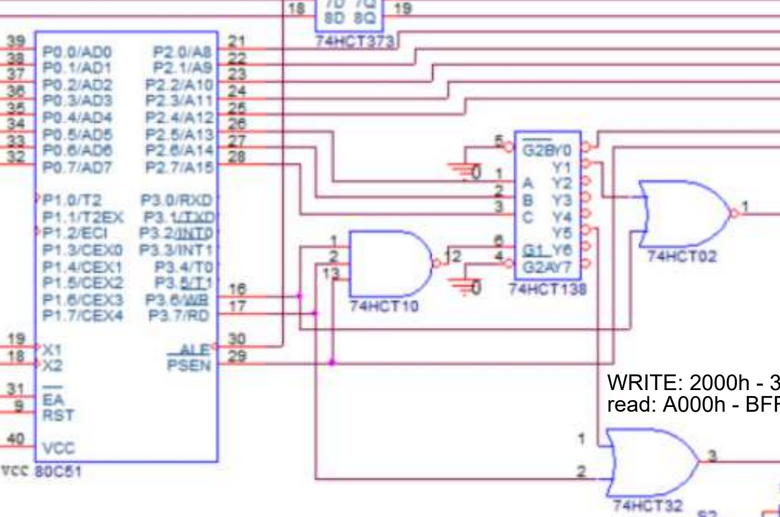 18
7D 7Q
8D 8Q
19
74HCT373
39
38
37
36
35
34
33
32
P0.0/AD0
P0.1/AD1
P0.2/AD2
P0.3/AD3
P0.4/AD4
P0.5/AD5
P0.6/AD6
P0.7/AD7
P1.0/T2
P1.1/T2EX
P1.2/ECI
P1.3/CEX0
P1.4/CEX1
P1.5/CEX2
P1.6/CEX3
P1.7/CEX4
19
X1
18
X2
31
EA
9
RST
40
VCC
VCC
80C51
P2.0/A8
P2.1/A9
P2.2/A10
P2.3/A11
P2.4/A12
P2.5/A13
P2.6/A14
P2.7/A15
21
22
23
24
25
26
27
28
P3.0/RXD
P3.1/TXD
P3.2/INT0
P3.3/INT1
P3.4/T0
P3.5/T1
P3.6/WR
P3.7/RD
16
17
ALE
PSEN
30
29
1
2
13
12
74HCT10
5
0
1
2
3
6
4
0
G2B
A
B
C
G1
G2A
Y0
Y1
Y2
Y3
Y4
Y5
Y6
Y7
74HCT138
1
74HCT02
WRITE: 2000h - 3
read: A000h - BF
1
2
3
74HCT32